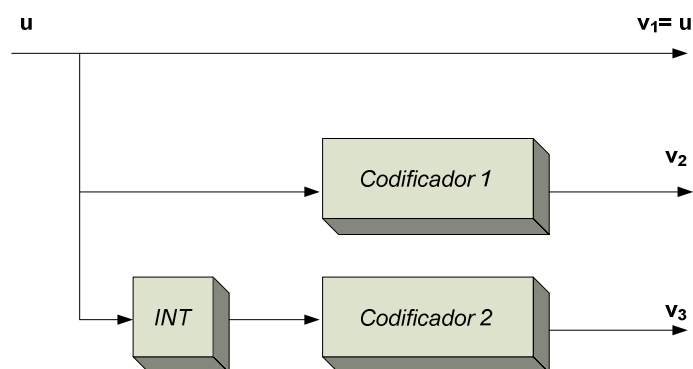 u
v₁= u
Codificador 1
v₂
INT
Codificador 2
v₃